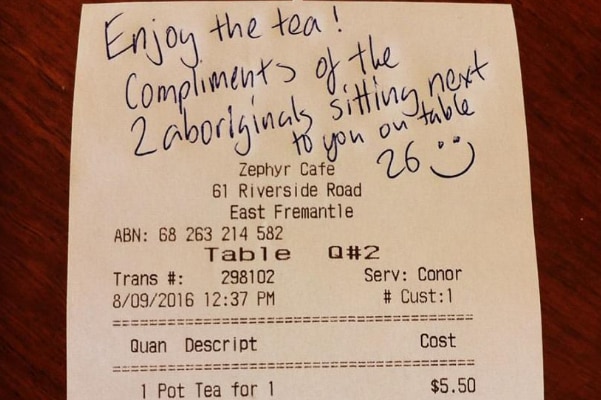 Enjoy the tea!
Compliments of the
2 aboriginals sitting next
to you on table
26
Zephyr Cafe
61 Riverside Road
East Fremantle
ABN: 68 263 214 582
Table Q#2
Trans #: 298102 Serv: Conor
8/09/2016 12:37 PM # Cust:1
================================================
Quan Descript Cost
================================================
1 Pot Tea for 1 $5.50